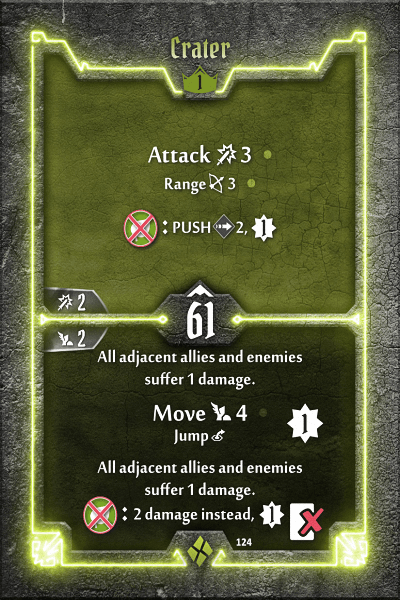 Crater
1
Attack 3
Range 3
: PUSH 2, 1
2
61
2
All adjacent allies and enemies
suffer 1 damage.
Move 4
Jump
1
All adjacent allies and enemies
suffer 1 damage.
: 2 damage instead, 1
124